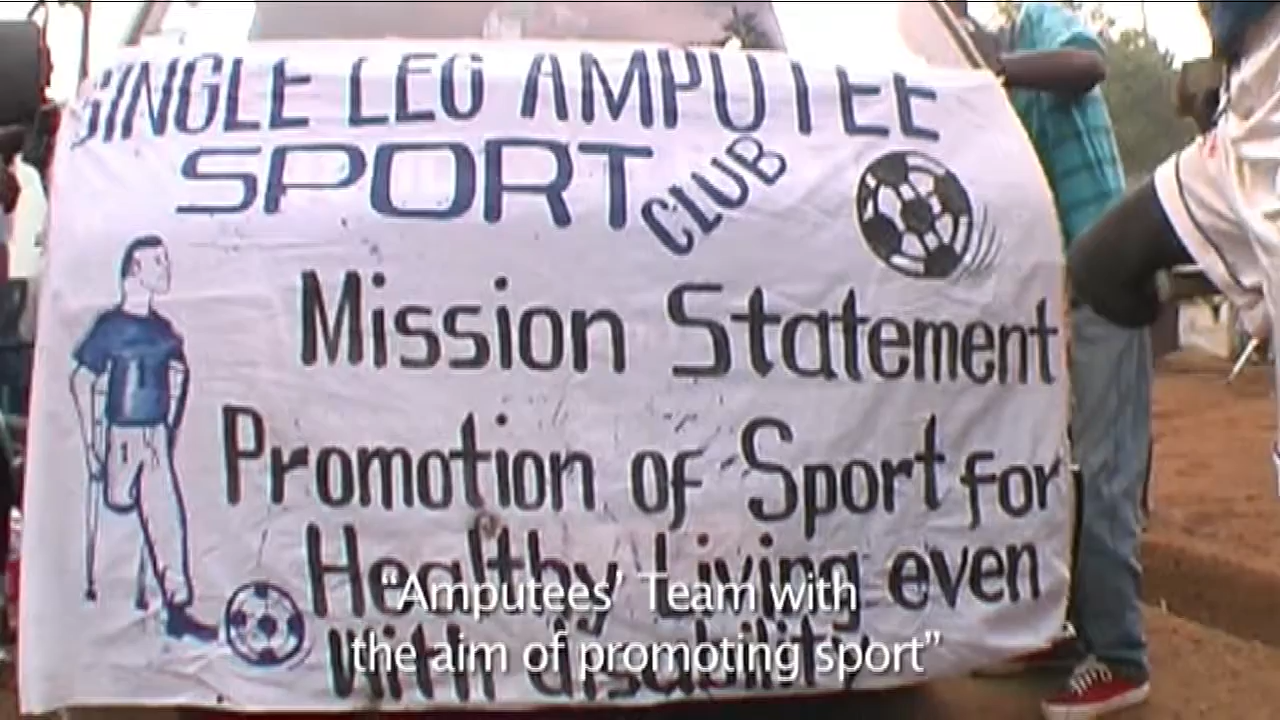 SINGLE LEG AMPUTEE
SPORT CLUB
Mission Statement
Promotion of Sport for
Healthy Living even
With disability
1
"Amputees' Team with
the aim of promoting sport"